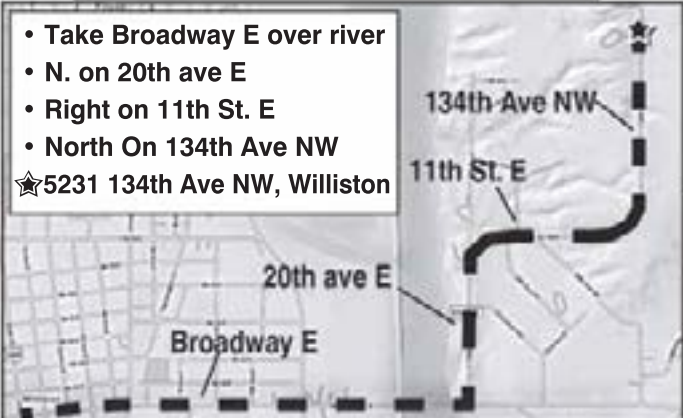 • Take Broadway E over river
• N. on 20th ave E
• Right on 11th St. E
• North On 134th Ave NW
5231 134th Ave NW, Williston
134th Ave NW
11th St. E
20th ave E
Broadway E